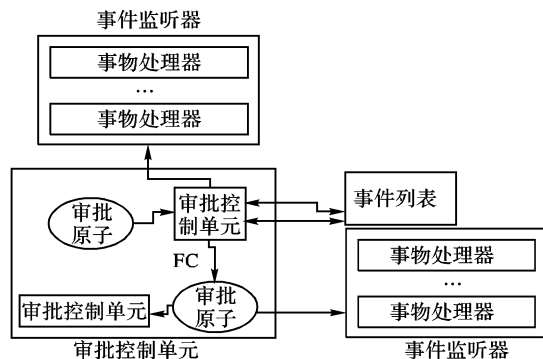 事件监听器
事物处理器
…
事物处理器
审批
原子
审批控
制单元
事件列表
FC
审批控制单元
审批
原子
审批控制单元
事物处理器
…
事物处理器
事件监听器